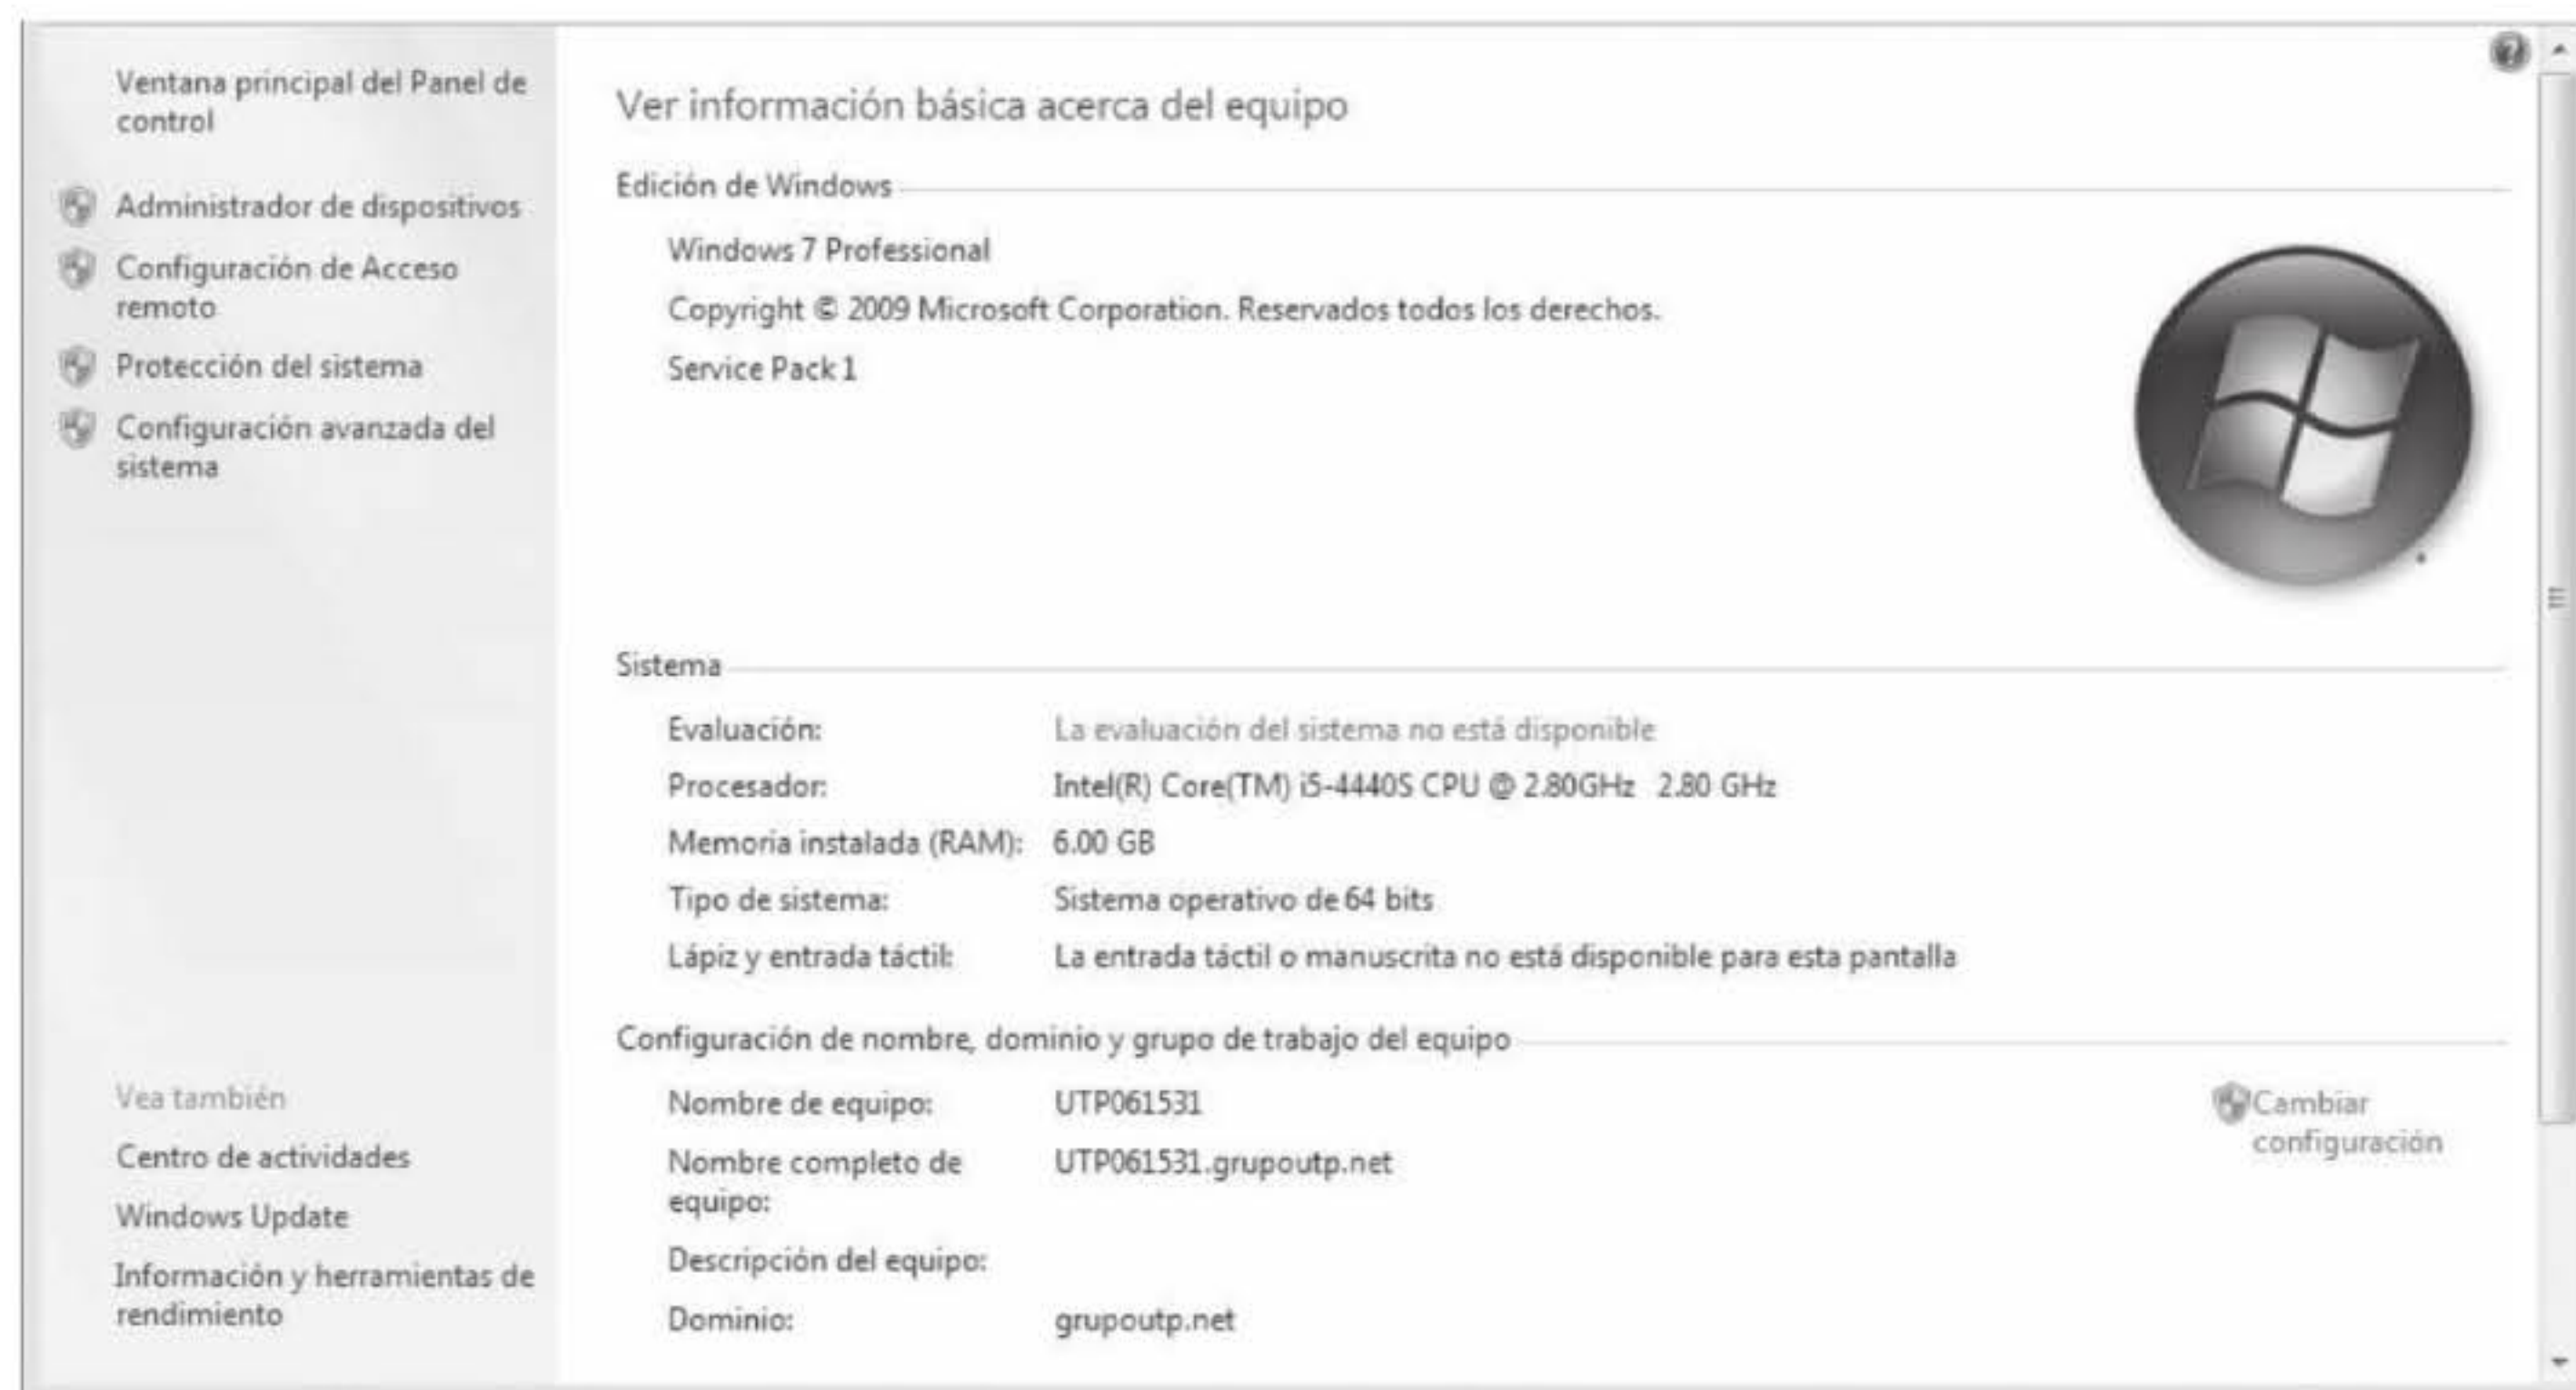 Ventana principal del Panel de
control
Administrador de dispositivos
Configuración de Acceso
remoto
Protección del sistema
Configuración avanzada del
sistema
Vea también
Centro de actividades
Windows Update
Información y herramientas de
rendimiento
Ver información básica acerca del equipo
Edición de Windows
Windows 7 Professional
Copyright © 2009 Microsoft Corporation. Reservados todos los derechos.
Service Pack 1
Sistema
Evaluación: La evaluación del sistema no está disponible
Procesador: Intel(R) Core(TM) i5-4440S CPU @ 2.80GHz 2.80 GHz
Memoria instalada (RAM): 6.00 GB
Tipo de sistema: Sistema operativo de 64 bits
Lápiz y entrada táctil: La entrada táctil o manuscrita no está disponible para esta pantalla
Configuración de nombre, dominio y grupo de trabajo del equipo
Nombre de equipo: UTP061531
Cambiar
configuración
Nombre completo de UTP061531.grupoutp.net
equipo:
Descripción del equipo:
Dominio: grupoutp.net